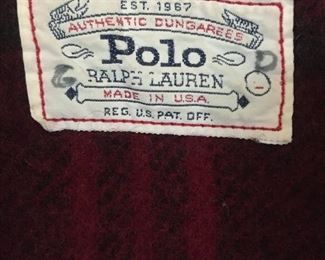 EST. 1967
AUTHENTIC DUNGAREES
Polo
RALPH LAUREN
MADE IN U.S.A.
REG. U.S. PAT. OFF.